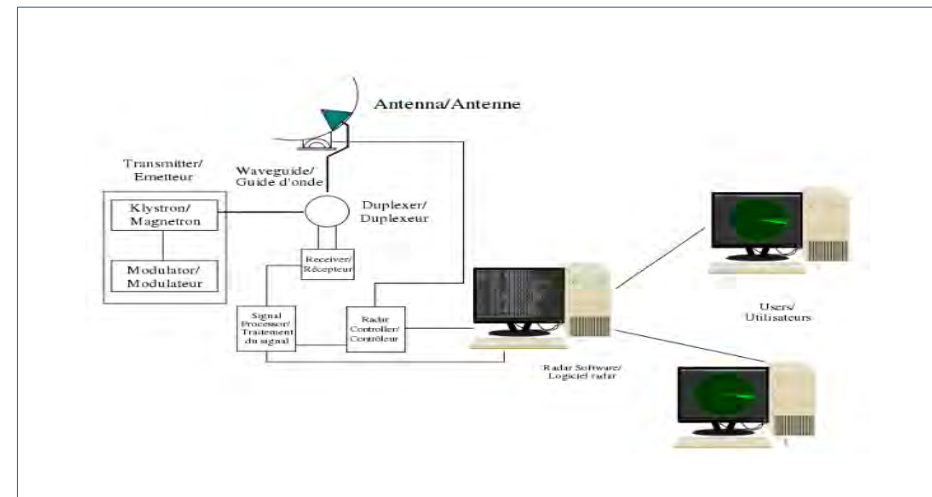 Antenna/Antenne
Transmitter/
Emetteur
Waveguide/
Guide d'onde
Klystron/
Magnetron
Duplexer/
Duplexeur
Receiver/
Récepteur
Modulator/
Modulateur
Signal
Processor/
Traitement
du signal
Radar
Controller/
Contrôleur
Users/
Utilisateurs
Radar Software/
Logiciel radar